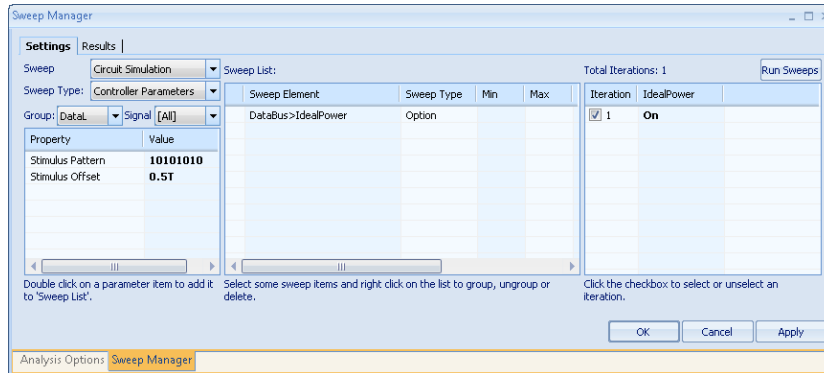 Sweep Manager
Settings Results
Sweep Circuit Simulation
Sweep Type: Controller Parameters
Group: DataL Signal [All]
Property Value
Stimulus Pattern 10101010
Stimulus Offset 0.5T
Double click on a parameter item to add it
to 'Sweep List'.
Sweep List:
Sweep Element Sweep Type Min Max
DataBus>IdealPower Option
Select some sweep items and right click on the list to group, ungroup or
delete.
Total Iterations: 1 Run Sweeps
Iteration IdealPower
1 On
Click the checkbox to select or unselect an
iteration.
OK Cancel Apply
Analysis Options Sweep Manager